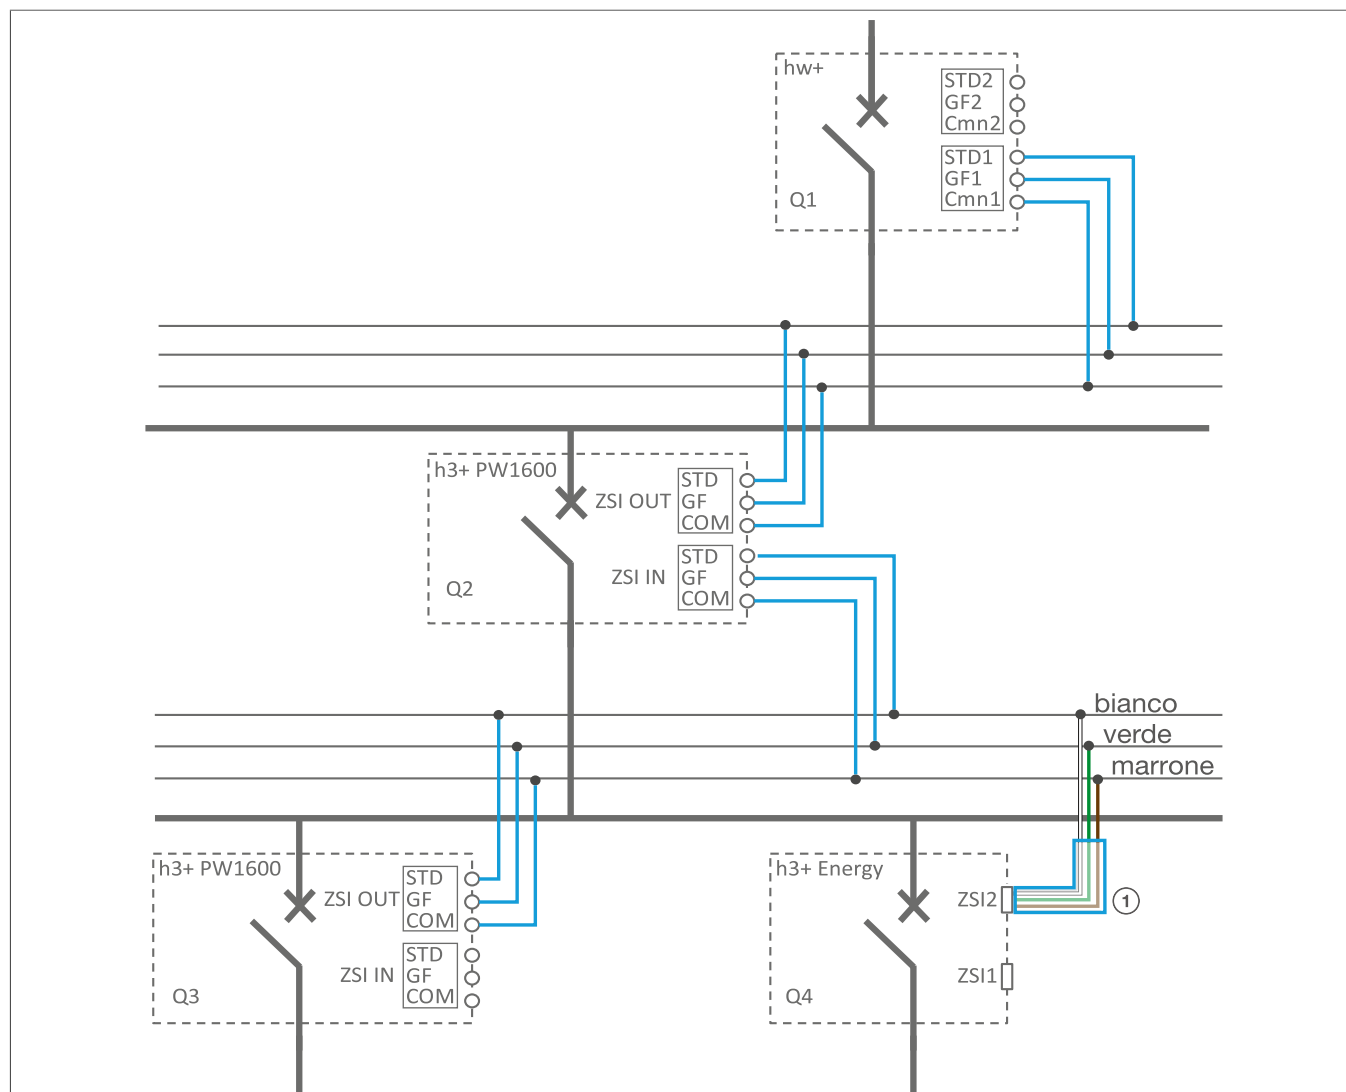 hw+
STD2
GF2
Cmn2
STD1
GF1
Cmn1
Q1
h3+ PW1600
ZSI OUT
STD
GF
COM
ZSI IN
STD
GF
COM
Q2
bianco
verde
marrone
h3+ PW1600
ZSI OUT
STD
GF
COM
ZSI IN
STD
GF
COM
Q3
h3+ Energy
ZSI2
1
ZSI1
Q4